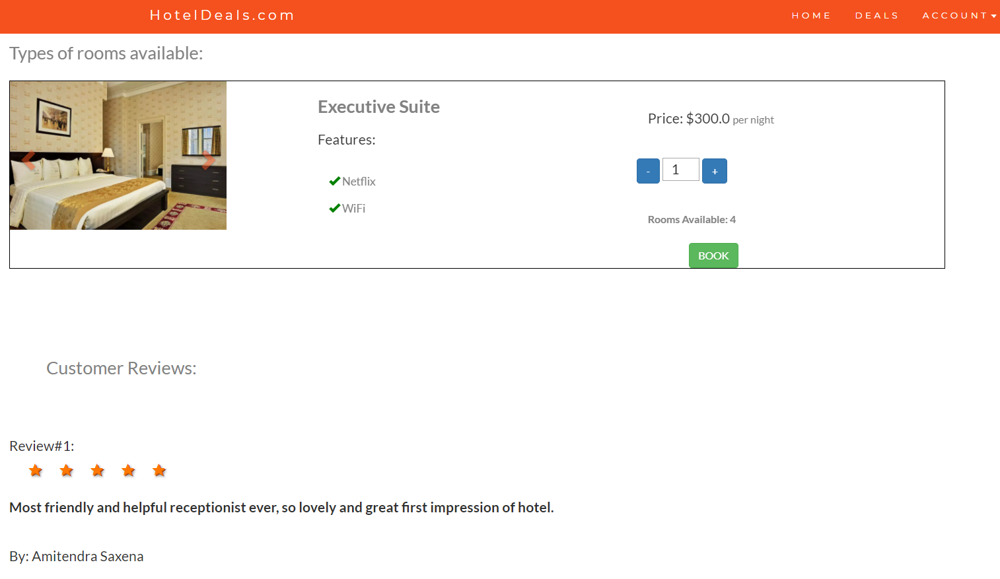 HotelDeals.com
HOME DEALS ACCOUNT
Types of rooms available:
Executive Suite
Features:
Netflix
WiFi
Price: $300.0 per night
- 1 +
Rooms Available: 4
BOOK
Customer Reviews:
Review#1:
Most friendly and helpful receptionist ever, so lovely and great first impression of hotel.
By: Amitendra Saxena